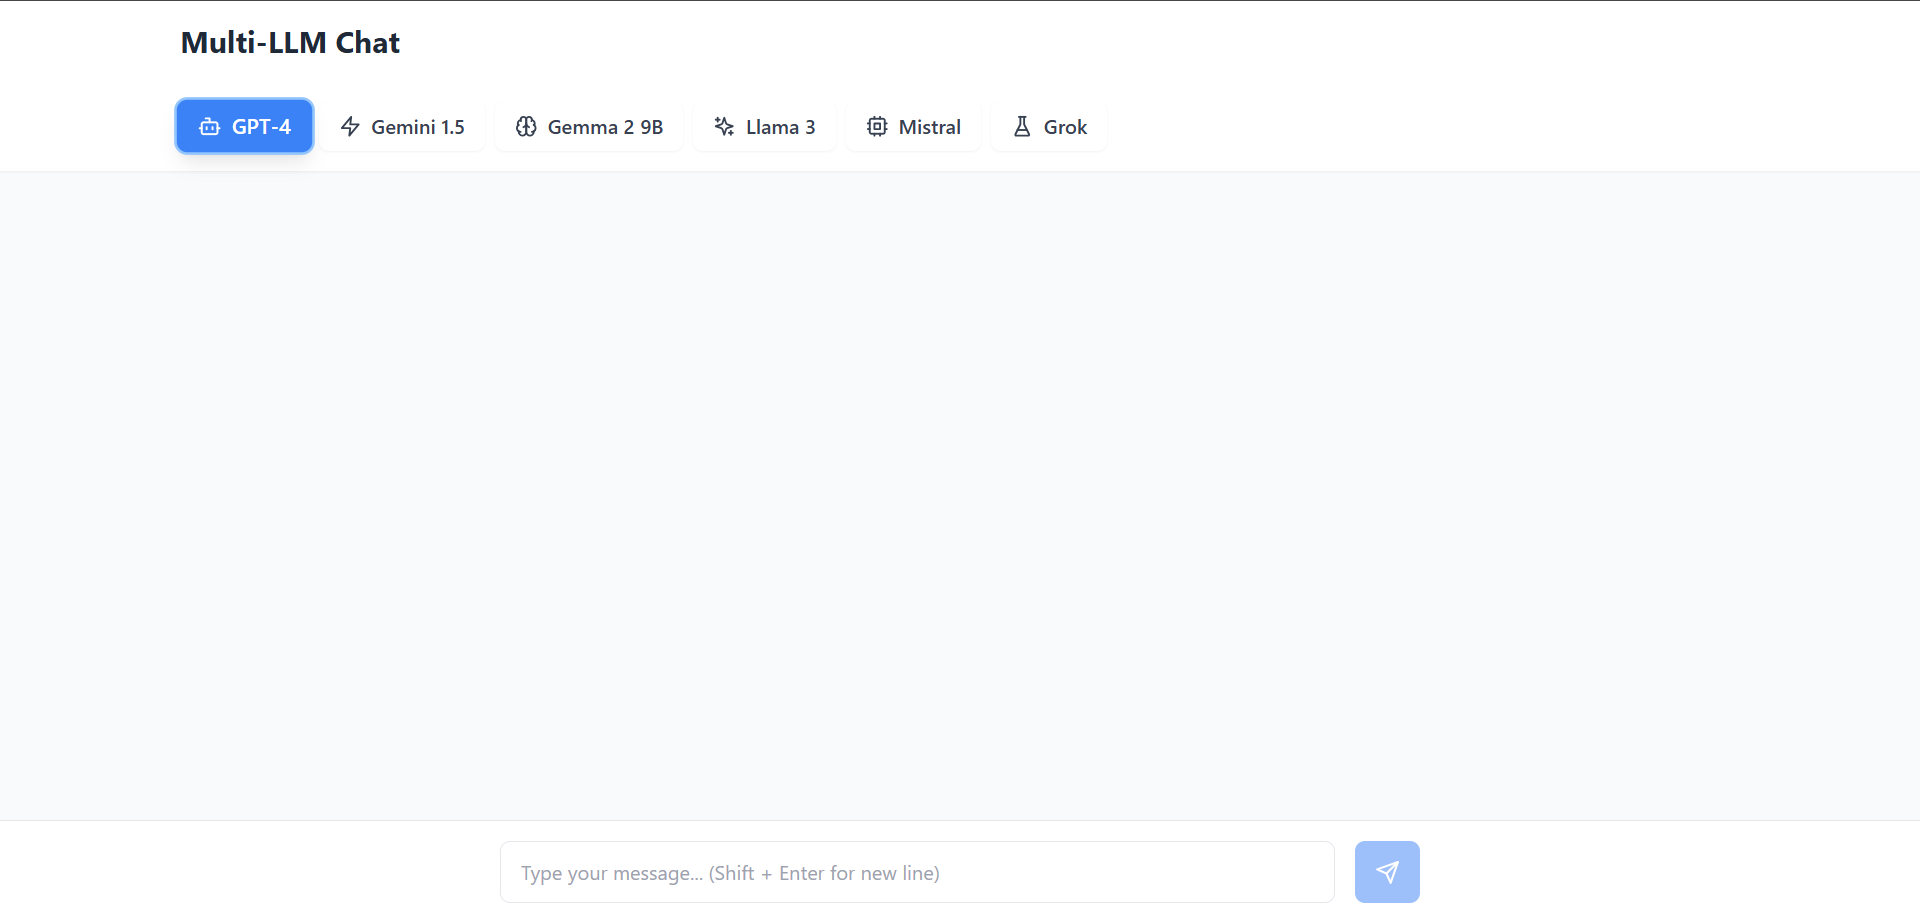 Multi-LLM Chat
GPT-4 Gemini 1.5 Gemma 2 9B Llama 3 Mistral Grok
Type your message... (Shift + Enter for new line)